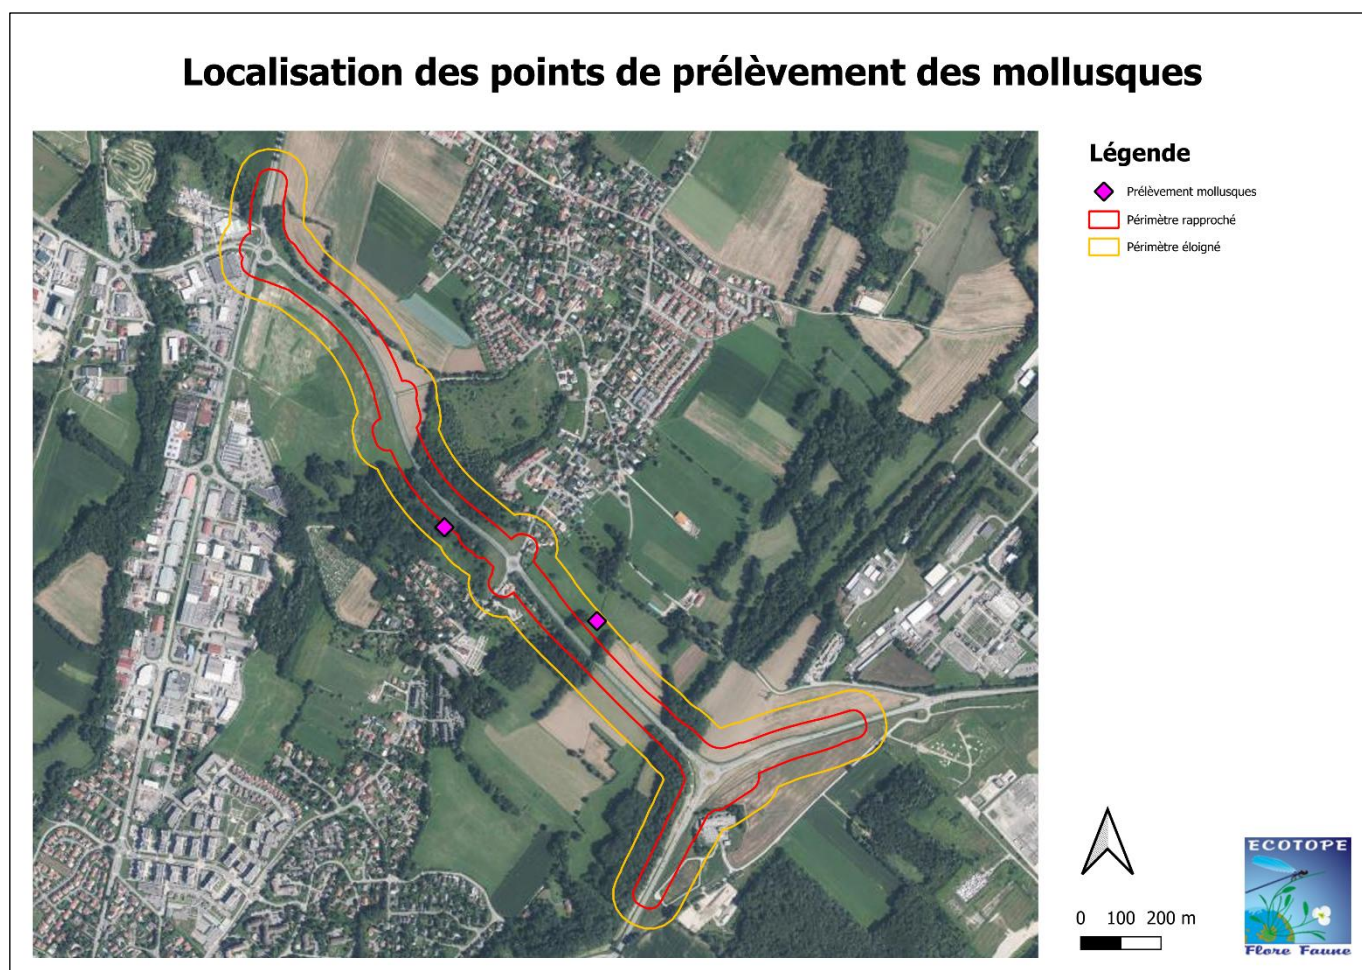 Localisation des points de prélèvement des mollusques
Légende
Prélèvement mollusques
Périmètre rapproché
Périmètre éloigné
0 100 200 m
ECOTOPE
Flore Faune